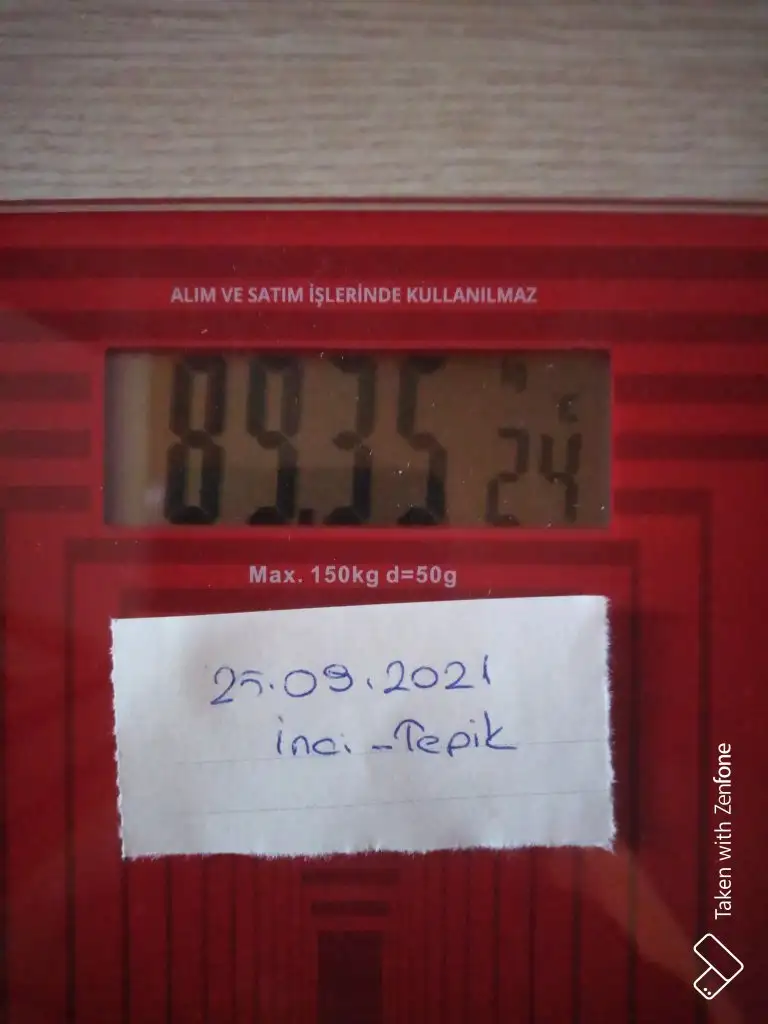 ALIM VE SATIM İŞLERİNDE KULLANILMAZ
89.35
24
Max. 150kg d=50g
25.09.2021
inci-Tepik
Taken with Zenfone